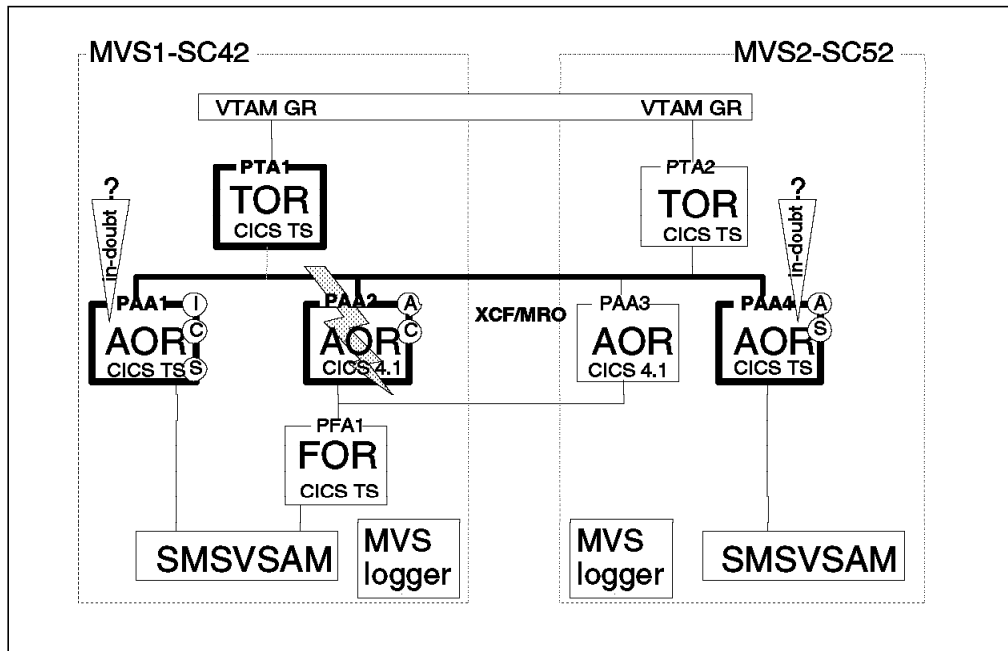 MVS1-SC42
MVS2-SC52
VTAM GR
VTAM GR
PTA1
TOR
CICS TS
PTA2
TOR
CICS TS
?
in-doubt
?
in-doubt
PAA1
I
AOR
C
CICS TS
S
PAA2
A
AOR
C
CICS 4.1
XCF/MRO
PAA3
AOR
CICS 4.1
PAA4
A
AOR
S
CICS TS
PFA1
FOR
CICS TS
SMSVSAM
MVS
logger
MVS
logger
SMSVSAM